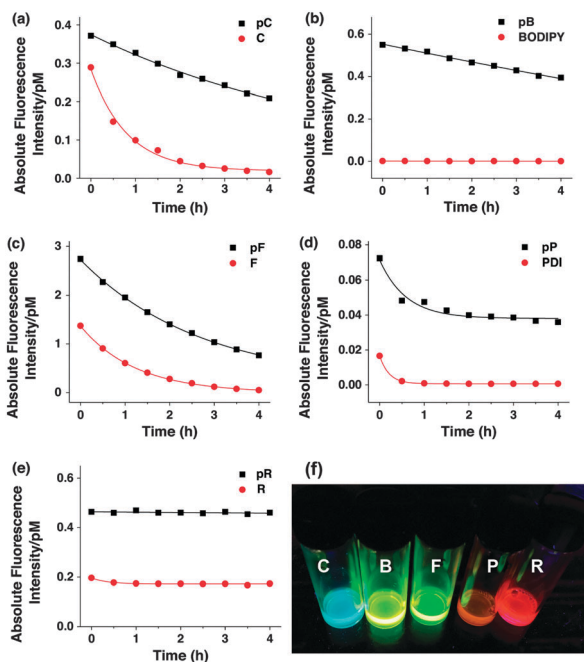 (a)
pC
C
Absolute Fluorescence
Intensity/pM
0.4
0.3
0.2
0.1
0.0
0 1 2 3 4
Time (h)
(b)
pB
BODIPY
Absolute Fluorescence
Intensity/pM
0.6
0.4
0.2
0.0
0 1 2 3 4
Time (h)
(c)
pF
F
Absolute Fluorescence
Intensity/pM
3
2
1
0
0 1 2 3 4
Time (h)
(d)
pP
PDI
Absolute Fluorescence
Intensity/pM
0.08
0.06
0.04
0.02
0.00
0 1 2 3 4
Time (h)
(e)
pR
R
Absolute Fluorescence
Intensity/pM
0.6
0.4
0.2
0.0
0 1 2 3 4
Time (h)
(f)
C B F P R